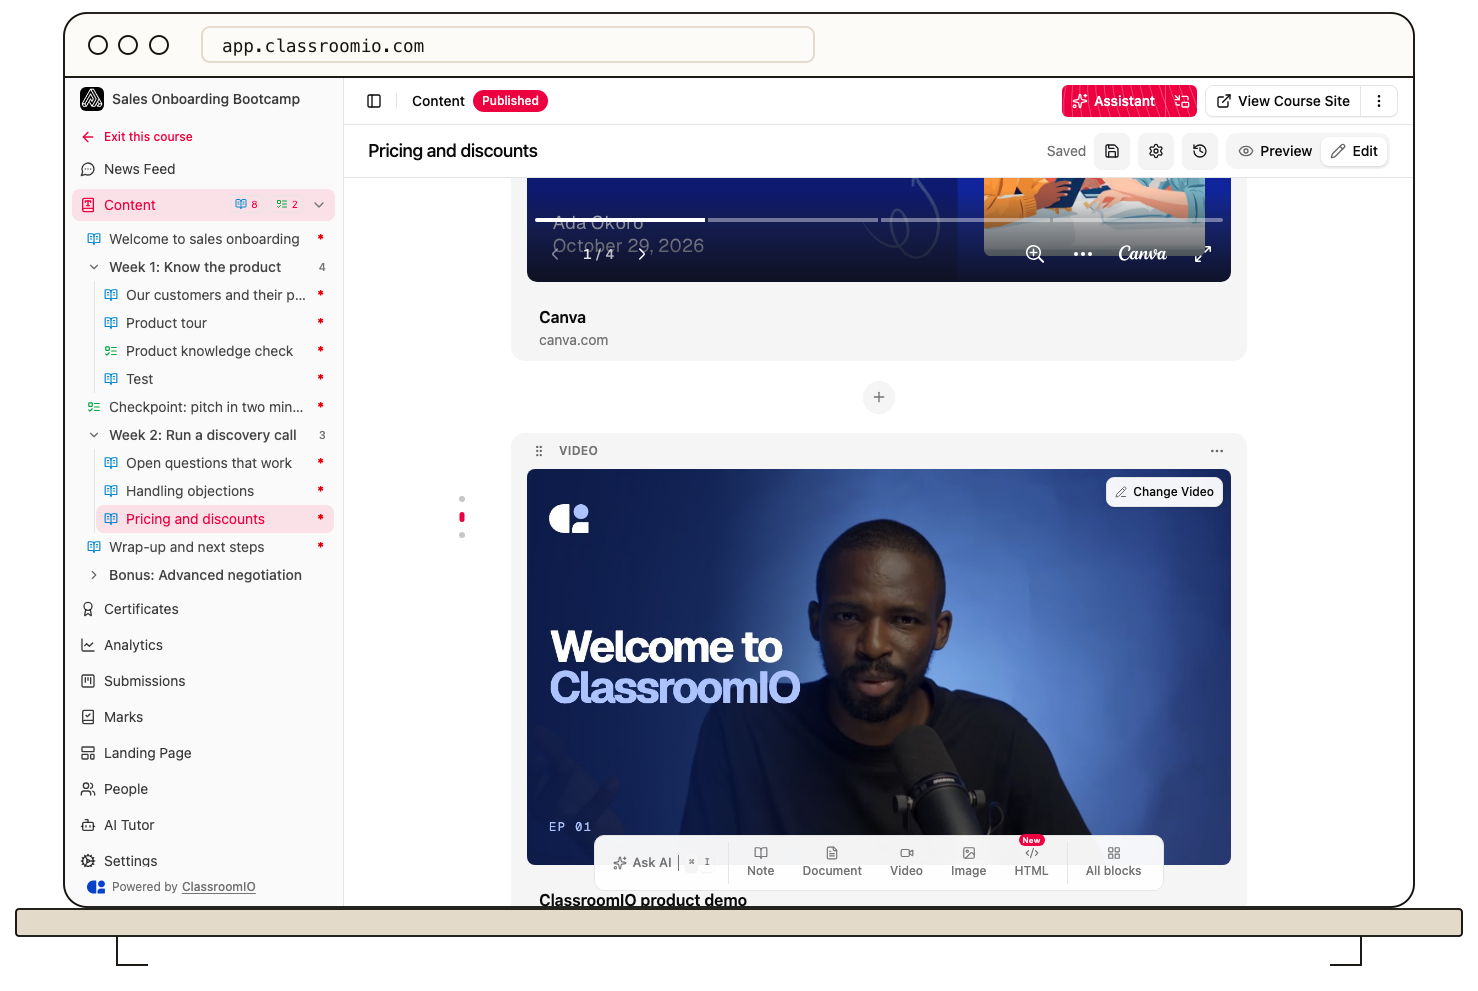 app.classroomio.com
Sales Onboarding Bootcamp
Exit this course
News Feed
Content 8 2
Welcome to sales onboarding *
Week 1: Know the product 4
Our customers and their p... *
Product tour *
Product knowledge check *
Test *
Checkpoint: pitch in two min... *
Week 2: Run a discovery call 3
Open questions that work *
Handling objections *
Pricing and discounts *
Wrap-up and next steps *
Bonus: Advanced negotiation
Certificates
Analytics
Submissions
Marks
Landing Page
People
AI Tutor
Settings
Powered by ClassroomIO
Content Published
Assistant
View Course Site
Pricing and discounts
Saved
Preview
Edit
Ada Okoro
October 29, 2026
1 / 4
Canva
Canva
canva.com
VIDEO
Change Video
Welcome to
ClassroomIO
EP 01
Ask AI ⌘ I
Note
Document
Video
Image
New
HTML
All blocks
ClassroomIO product demo